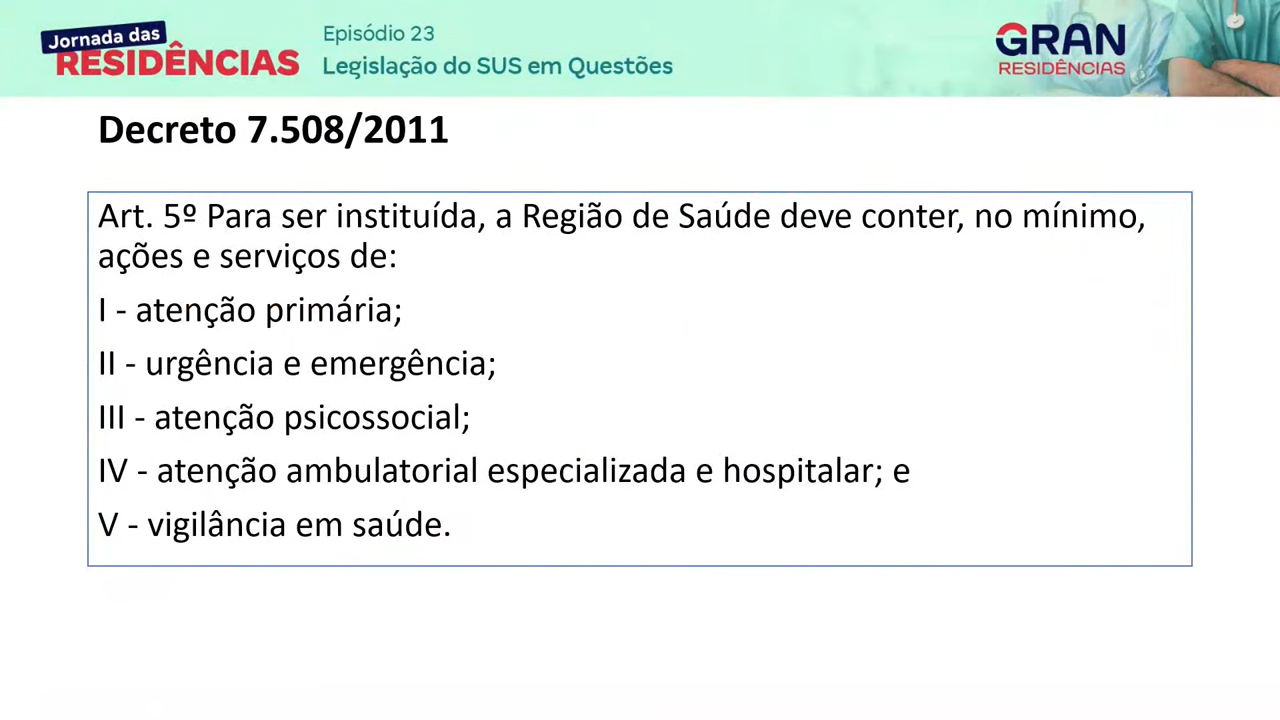 Jornada das
RESIDÊNCIAS
Episódio 23
Legislação do SUS em Questões
GRAN
RESIDÊNCIAS
Decreto 7.508/2011
Art. 5º Para ser instituída, a Região de Saúde deve conter, no mínimo,
ações e serviços de:
I - atenção primária;
II - urgência e emergência;
III - atenção psicossocial;
IV - atenção ambulatorial especializada e hospitalar; e
V - vigilância em saúde.